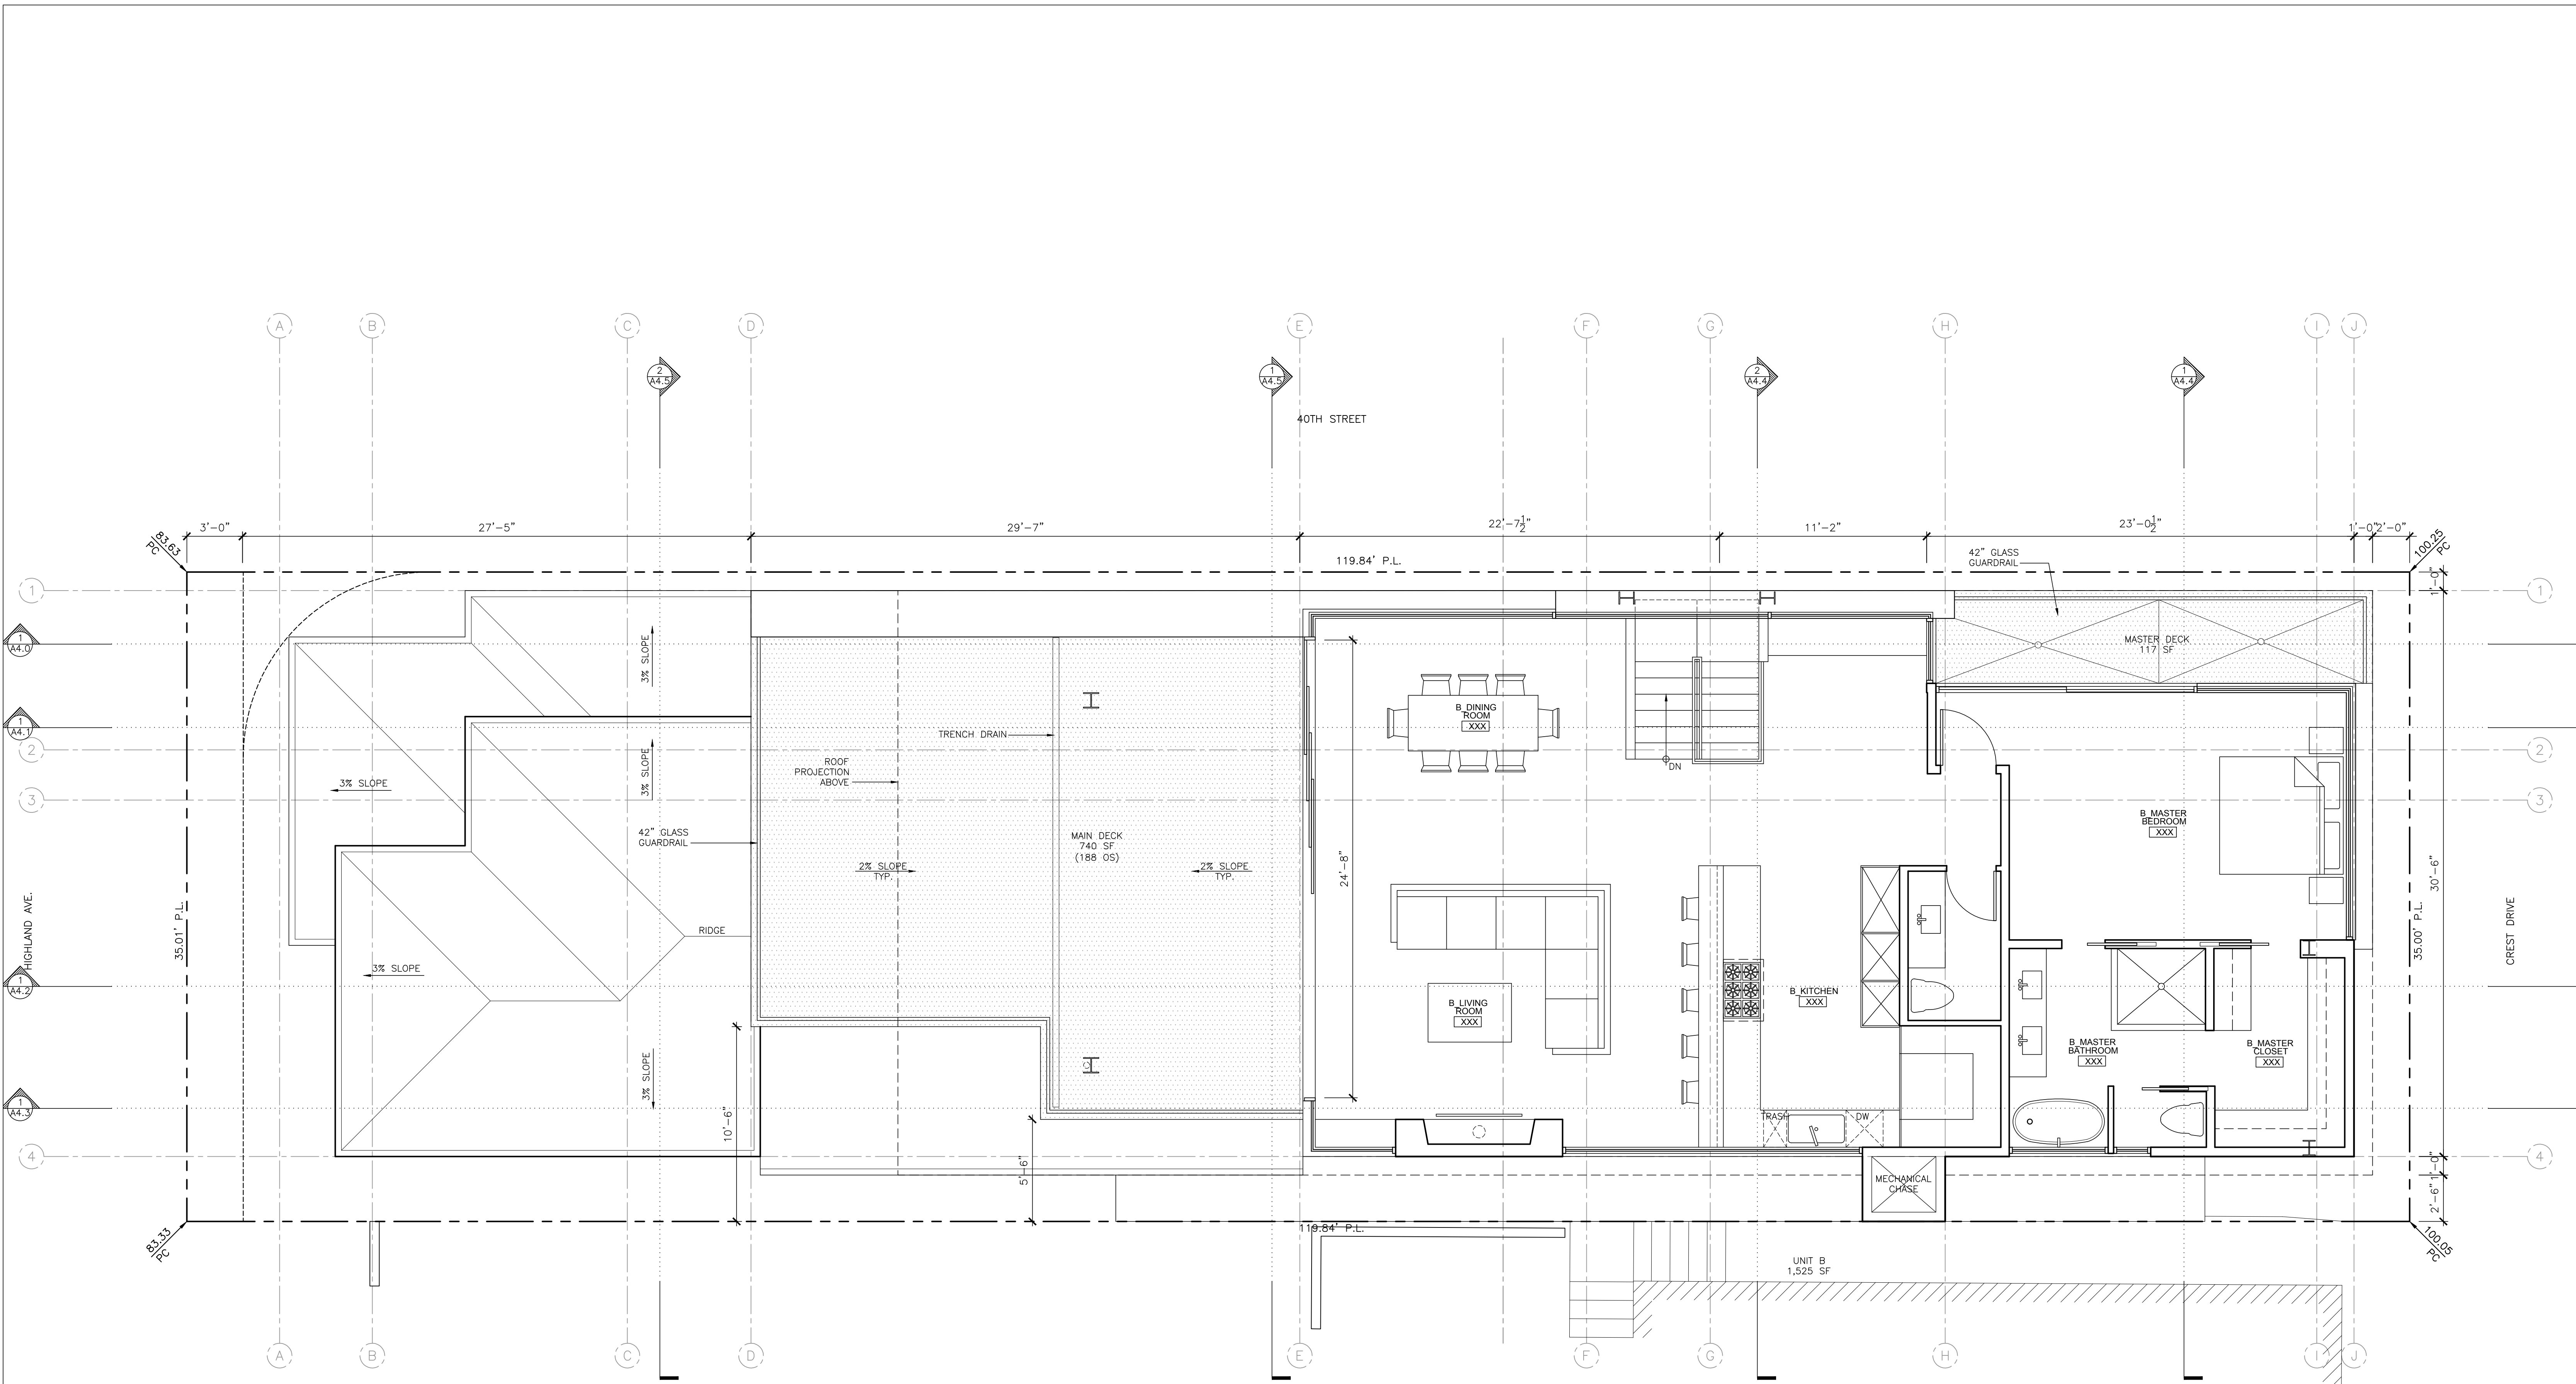 A
B
C
D
E
F
G
H
I
J
2
A4.5
1
A4.5
2
A4.4
1
A4.4
40TH STREET
3'-0"
27'-5"
29'-7"
22'-7 1/2"
11'-2"
23'-0 1/2"
1'-0"
2'-0"
83.63
PC
100.25
PC
119.84' P.L.
42" GLASS
GUARDRAIL
1
1
1'-0"
1
A4.0
3% SLOPE
MASTER DECK
117 SF
1
A4.1
2
2
B_DINING
ROOM
XXX
TRENCH DRAIN
DN
3% SLOPE
ROOF
PROJECTION
ABOVE
3% SLOPE
3
3
B_MASTER
BEDROOM
XXX
42" GLASS
GUARDRAIL
MAIN DECK
740 SF
(188 OS)
2% SLOPE
TYP.
2% SLOPE
TYP.
24'-8"
30'-6"
HIGHLAND AVE.
35.01' P.L.
35.00' P.L.
CREST DRIVE
RIDGE
3% SLOPE
1
A4.2
B_LIVING
ROOM
XXX
B_KITCHEN
XXX
B_MASTER
BATHROOM
XXX
B_MASTER
CLOSET
XXX
3% SLOPE
1
A4.3
10'-6"
TRASH
DW
4
4
5'-6"
MECHANICAL
CHASE
1'-0"
2'-6"
83.33
PC
119.84' P.L.
100.05
PC
UNIT B
1,525 SF
A
B
C
D
E
F
G
H
I
J